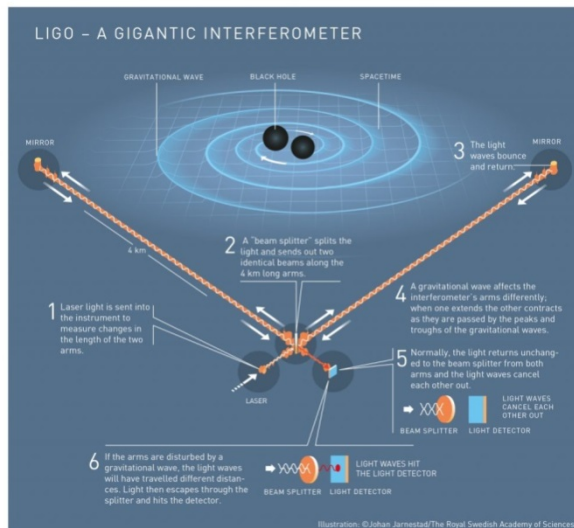 LIGO – A GIGANTIC INTERFEROMETER
GRAVITATIONAL WAVE
BLACK HOLE
SPACETIME
MIRROR
MIRROR
3 The light
waves bounce
and return.
4 km
2 A "beam splitter" splits the
light and sends out two
identical beams along the
4 km long arms.
1 Laser light is sent into
the instrument to
measure changes in
the length of the two
arms.
4 A gravitational wave affects the
interferometer's arms differently;
when one extends the other contracts
as they are passed by the peaks and
troughs of the gravitational waves.
LASER
5 Normally, the light returns unchang-
ed to the beam splitter from both
arms and the light waves cancel
each other out.
LIGHT WAVES
CANCEL EACH
OTHER OUT
BEAM SPLITTER LIGHT DETECTOR
6 If the arms are disturbed by a
gravitational wave, the light waves
will have travelled different distan-
ces. Light then escapes through the
splitter and hits the detector.
LIGHT WAVES HIT
THE LIGHT DETECTOR
BEAM SPLITTER LIGHT DETECTOR
Illustration: ©Johan Jarnestad/The Royal Swedish Academy of Sciences